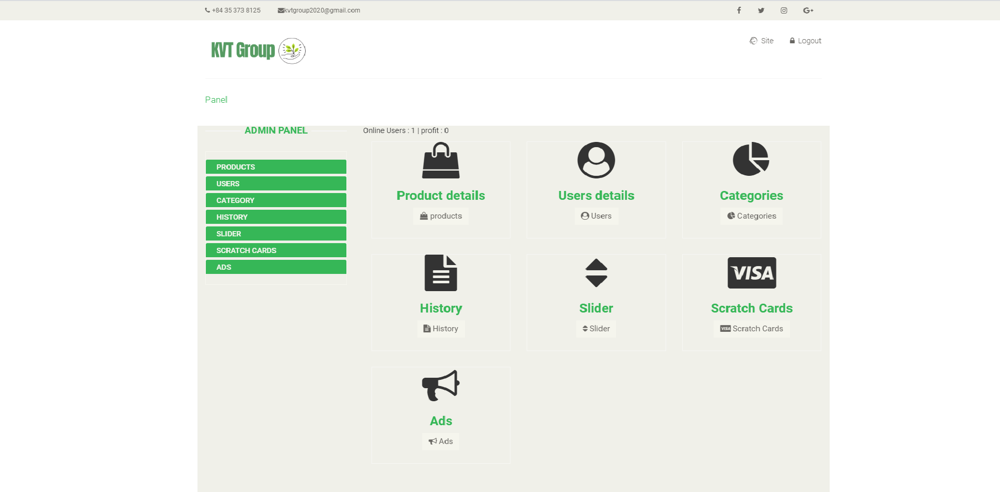 +84 35 373 8125 kvtgroup2020@gmail.com
KVT Group
Site Logout
Panel
ADMIN PANEL
PRODUCTS
USERS
CATEGORY
HISTORY
SLIDER
SCRATCH CARDS
ADS
Online Users : 1 | profit : 0
Product details
products
Users details
Users
Categories
Categories
History
History
Slider
Slider
VISA
Scratch Cards
VISA Scratch Cards
Ads
Ads